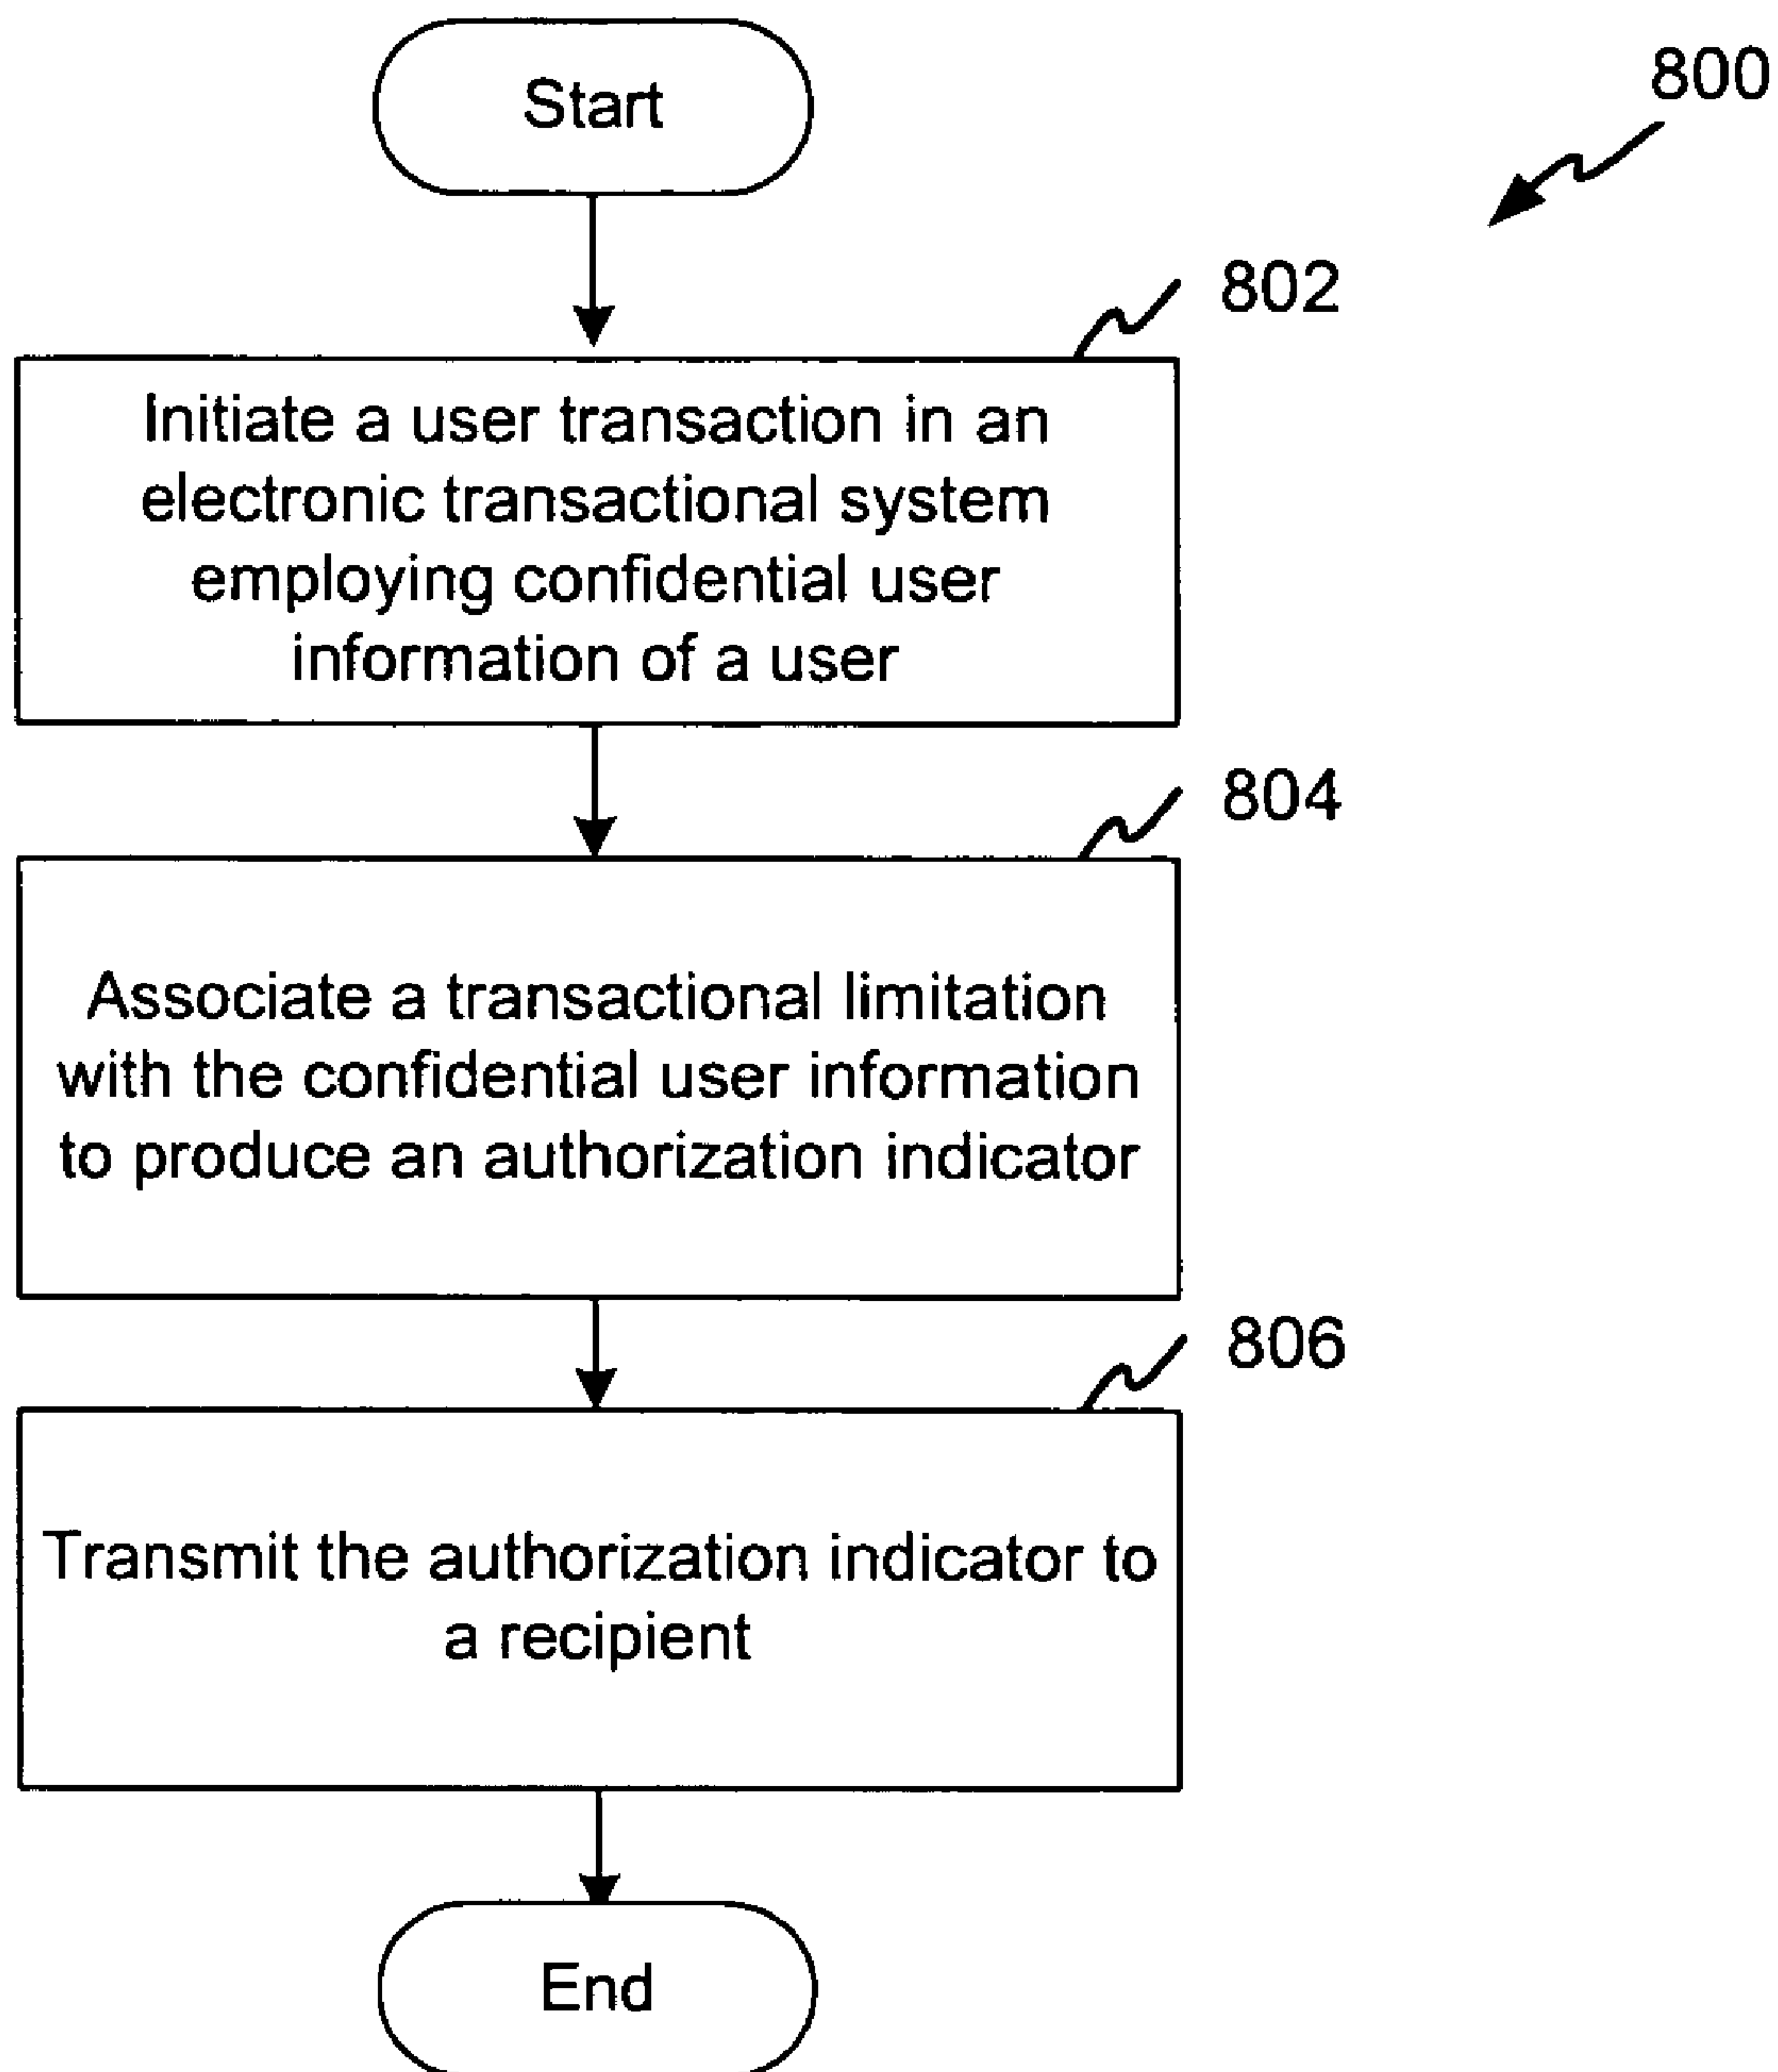 Start
800
802
Initiate a user transaction in an
electronic transactional system
employing confidential user
information of a user
804
Associate a transactional limitation
with the confidential user information
to produce an authorization indicator
806
Transmit the authorization indicator to
a recipient
End